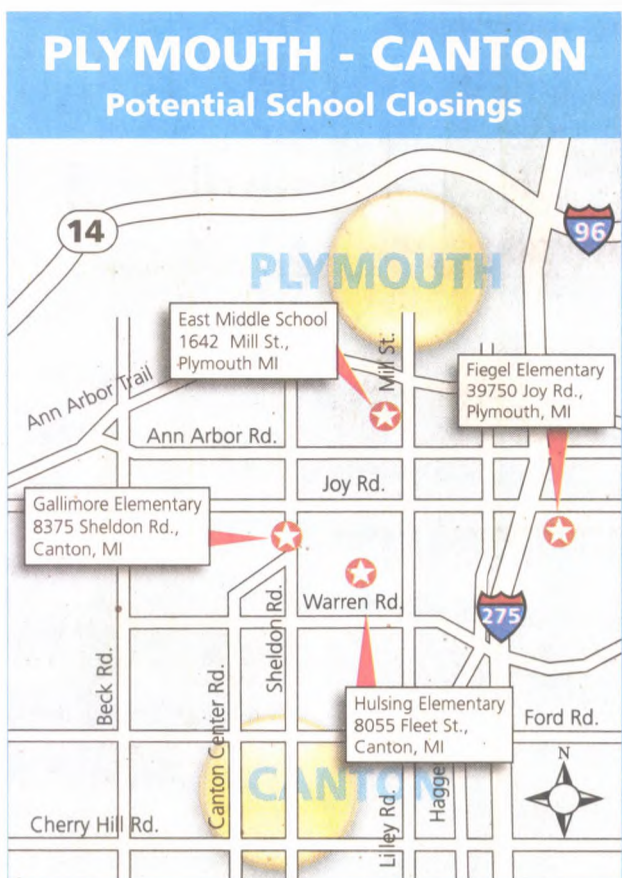 PLYMOUTH - CANTON
Potential School Closings
14
96
PLYMOUTH
East Middle School
1642 Mill St.,
Plymouth MI
Mill St.
Fiegel Elementary
39750 Joy Rd.,
Plymouth, MI
Ann Arbor Trail
Ann Arbor Rd.
Joy Rd.
Gallimore Elementary
8375 Sheldon Rd.,
Canton, MI
Warren Rd.
275
Sheldon Rd.
Beck Rd.
Canton Center Rd.
Hulsing Elementary
8055 Fleet St.,
Canton, MI
Ford Rd.
N
CANTON
Cherry Hill Rd.
Lilley Rd.
Hagge